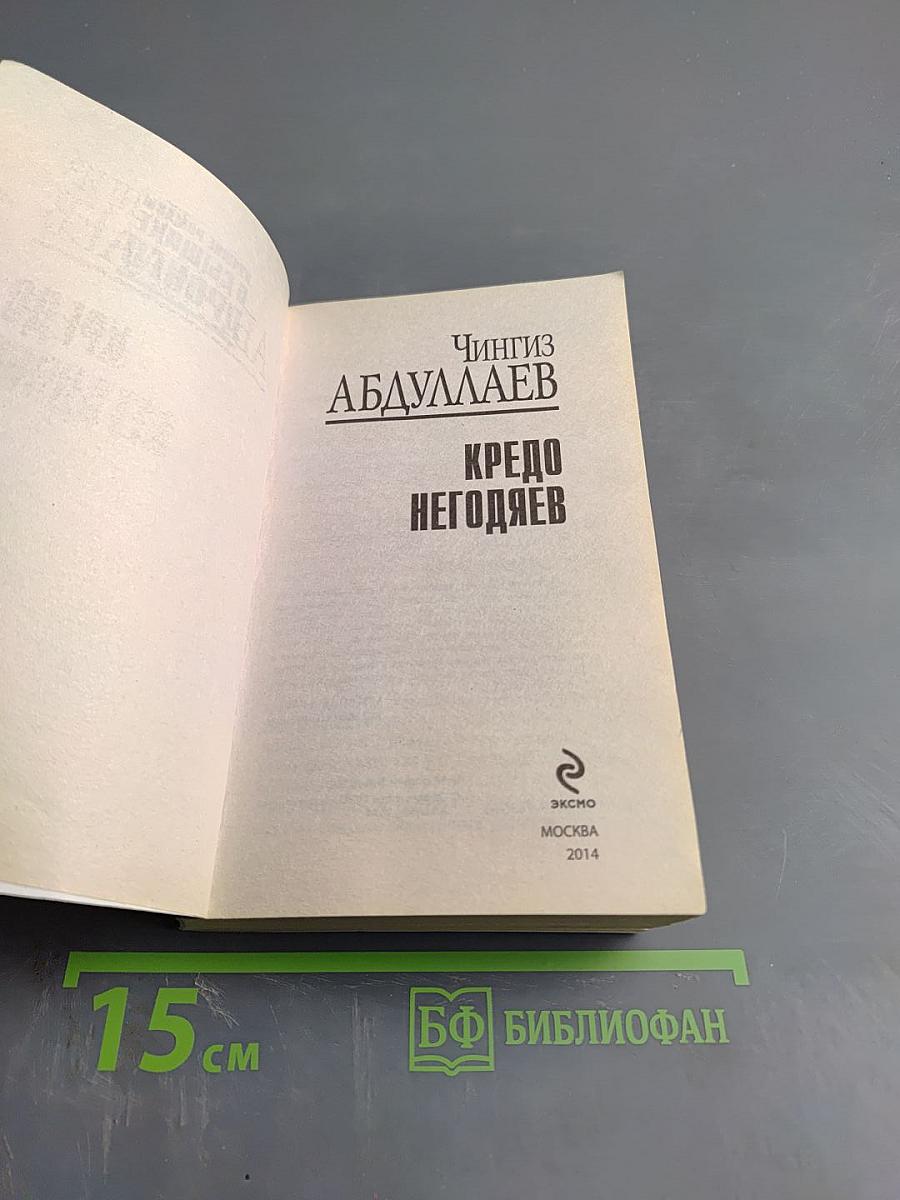 Чингиз
АБДУЛЛАЕВ
КРЕДО
НЕГОДЯЕВ
ЭКСМО
МОСКВА
2014
15 см
БФ БИБЛИОФАН